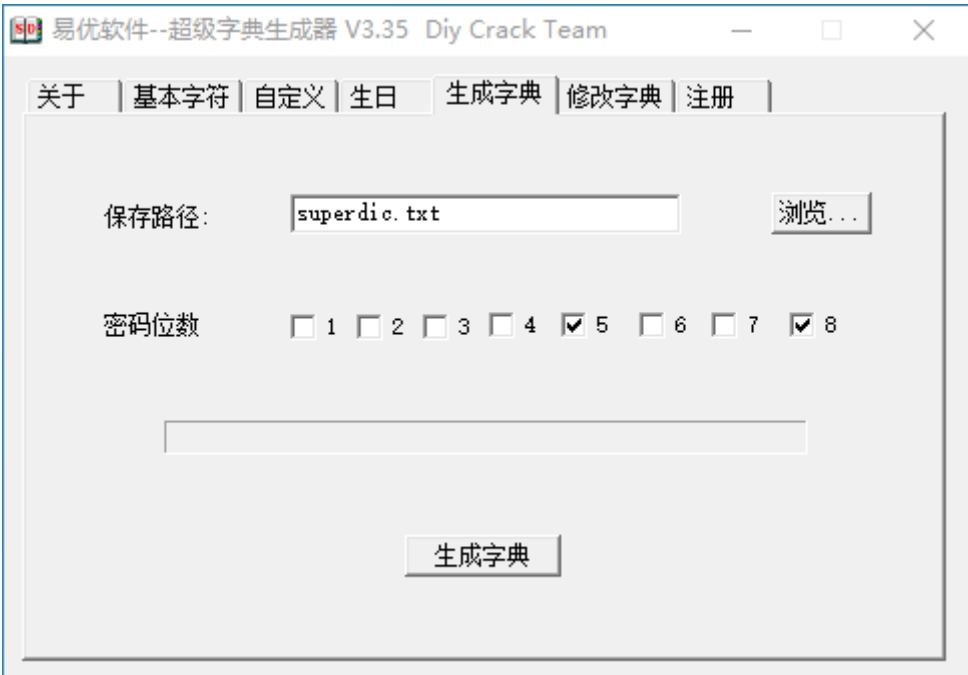 易优软件--超级字典生成器 V3.35 Diy Crack Team
关于 基本字符 自定义 生日 生成字典 修改字典 注册
保存路径: superdic.txt 浏览...
密码位数 1 2 3 4 5 6 7 8
生成字典